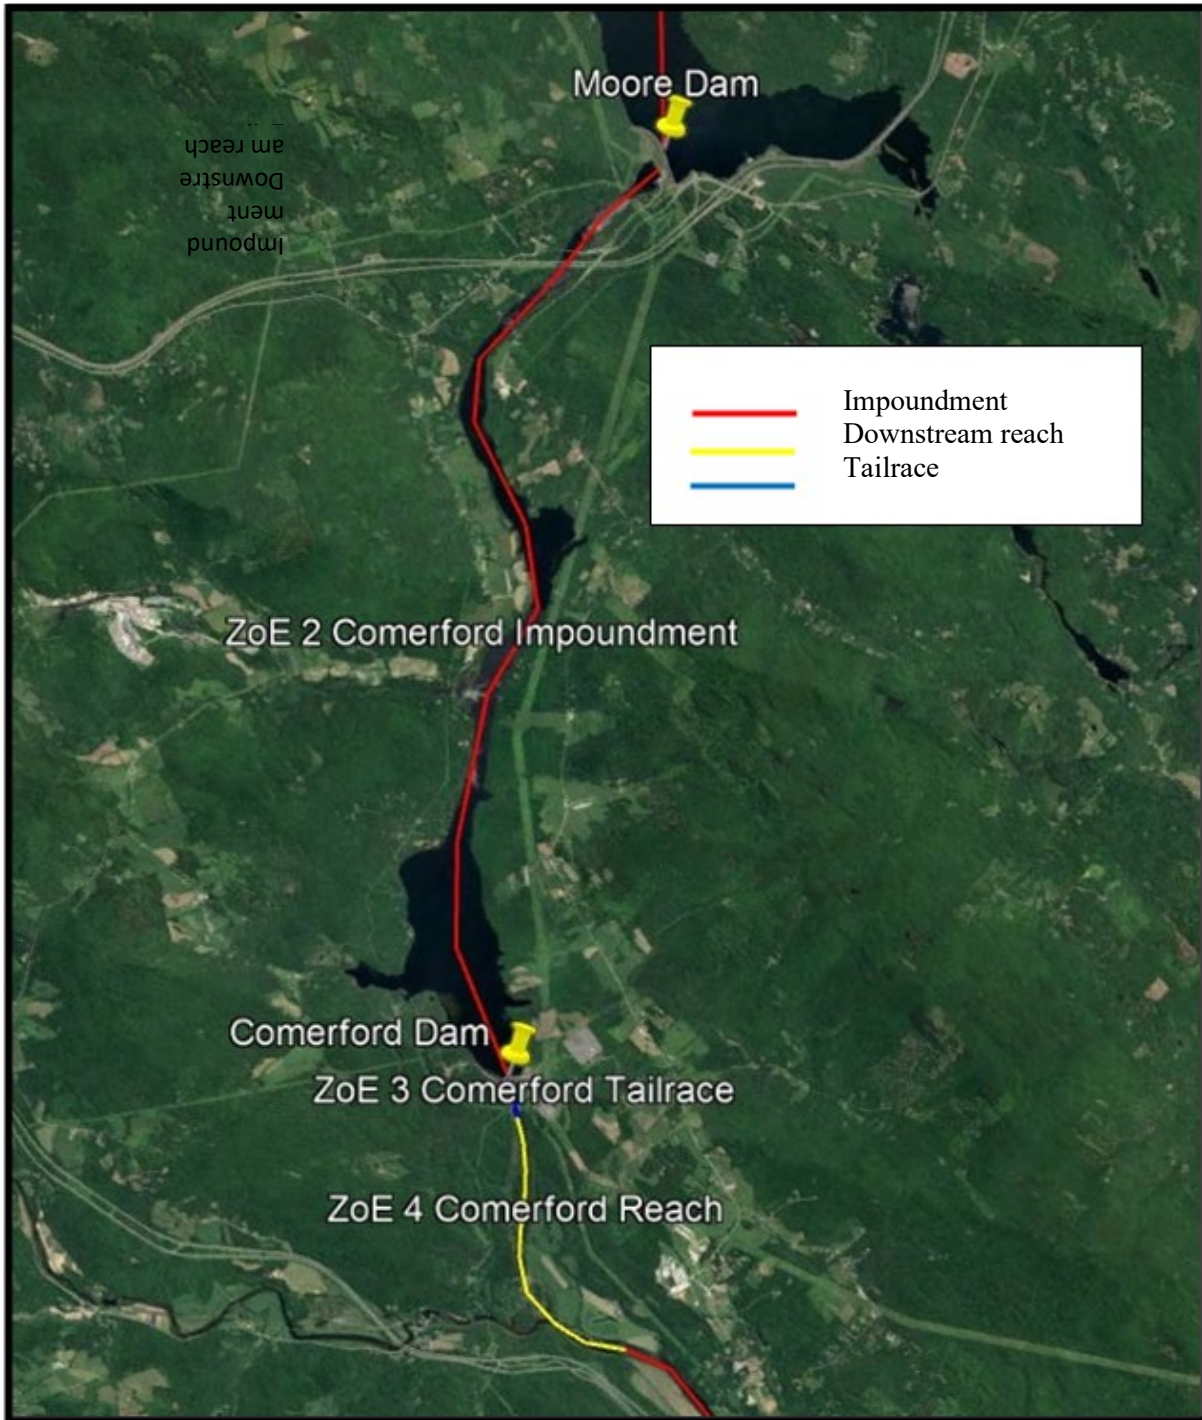 Moore Dam
Impound
ment
Downstre
am reach
Impoundment
Downstream reach
Tailrace
ZoE 2 Comerford Impoundment
Comerford Dam
ZoE 3 Comerford Tailrace
ZoE 4 Comerford Reach